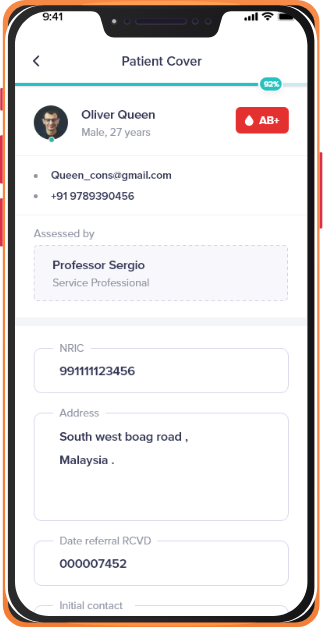 9:41
Patient Cover
92%
Oliver Queen
Male, 27 years
AB+
Queen_cons@gmail.com
+91 9789390456
Assessed by
Professor Sergio
Service Professional
NRIC
991111123456
Address
South west boag road ,
Malaysia .
Date referral RCVD
000007452
Initial contact